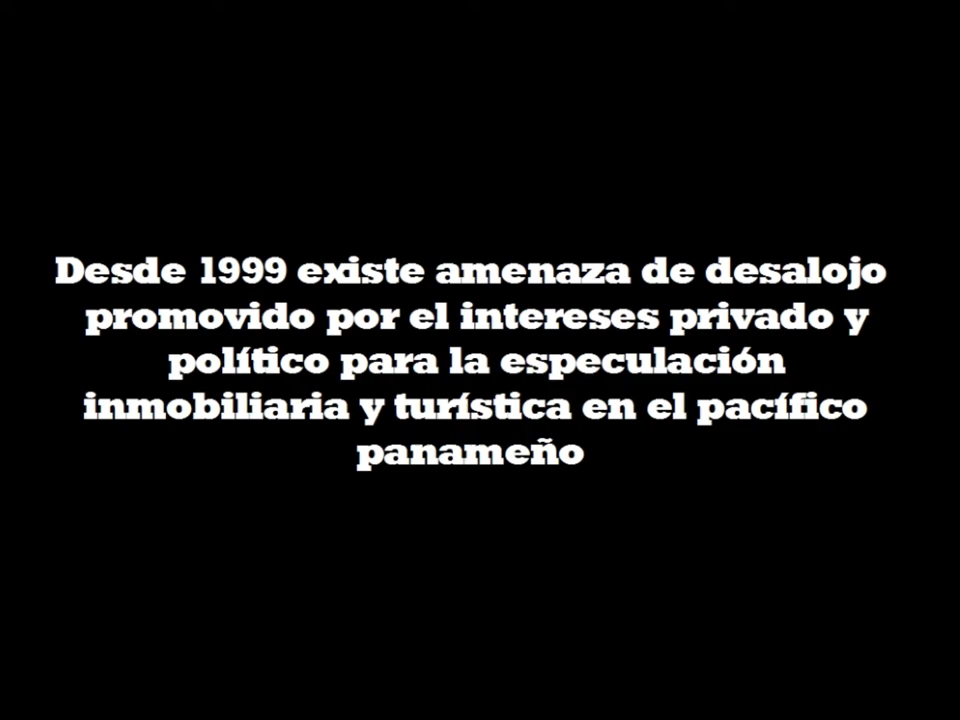 Desde 1999 existe amenaza de desalojo
promovido por el intereses privado y
político para la especulación
inmobiliaria y turística en el pacífico
panameño